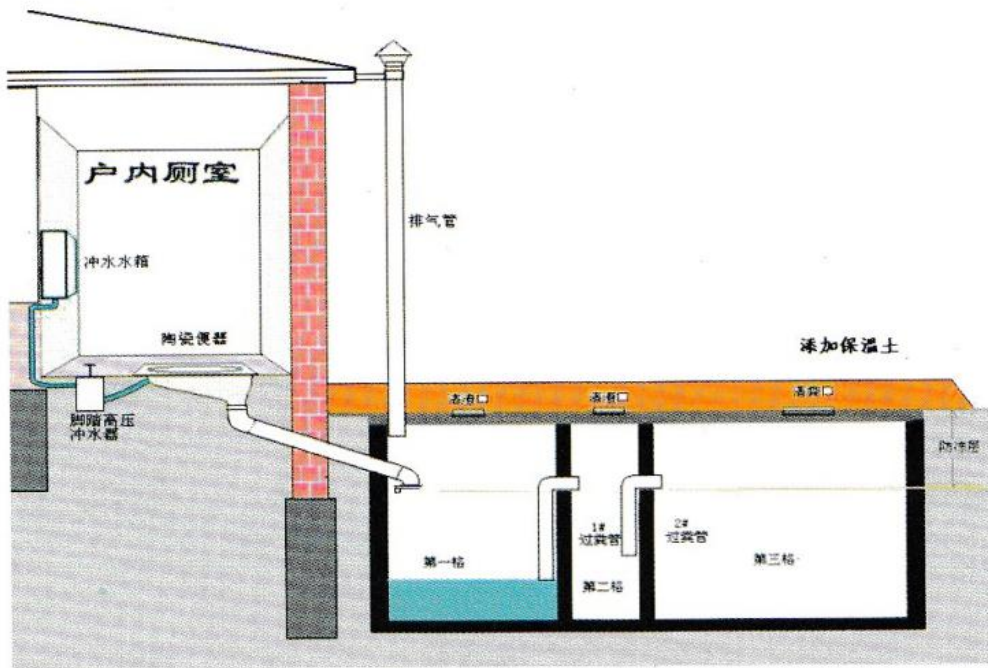 户内厕室
排气管
冲水水箱
陶瓷便器
添加保温土
清渣口
清渣口
清粪口
脚踏高压
冲水器
防冻层
1#
过粪管
2#
过粪管
第一格
第二格
第三格